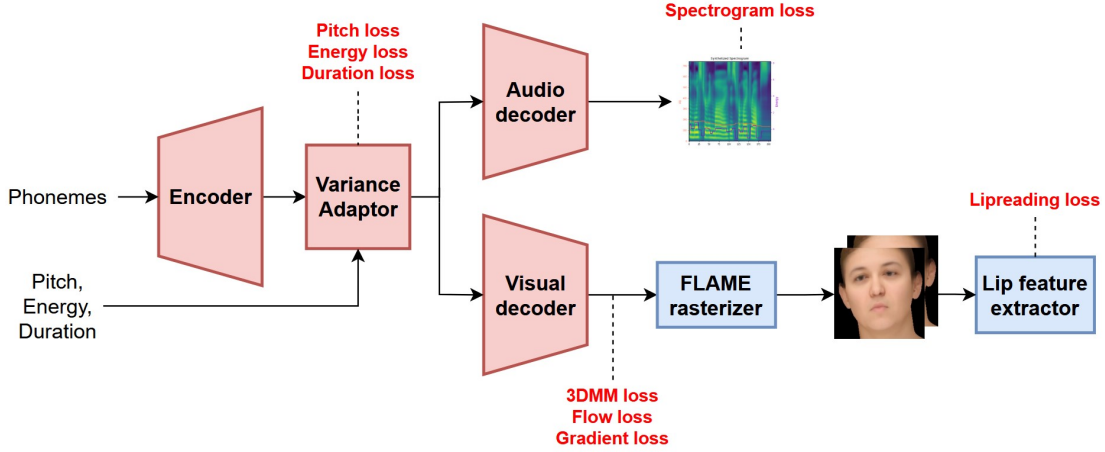 Spectrogram loss
Pitch loss
Energy loss
Duration loss
Audio
decoder
Phonemes
Encoder
Variance
Adaptor
Lipreading loss
Pitch,
Energy,
Duration
Visual
decoder
FLAME
rasterizer
Lip feature
extractor
3DMM loss
Flow loss
Gradient loss